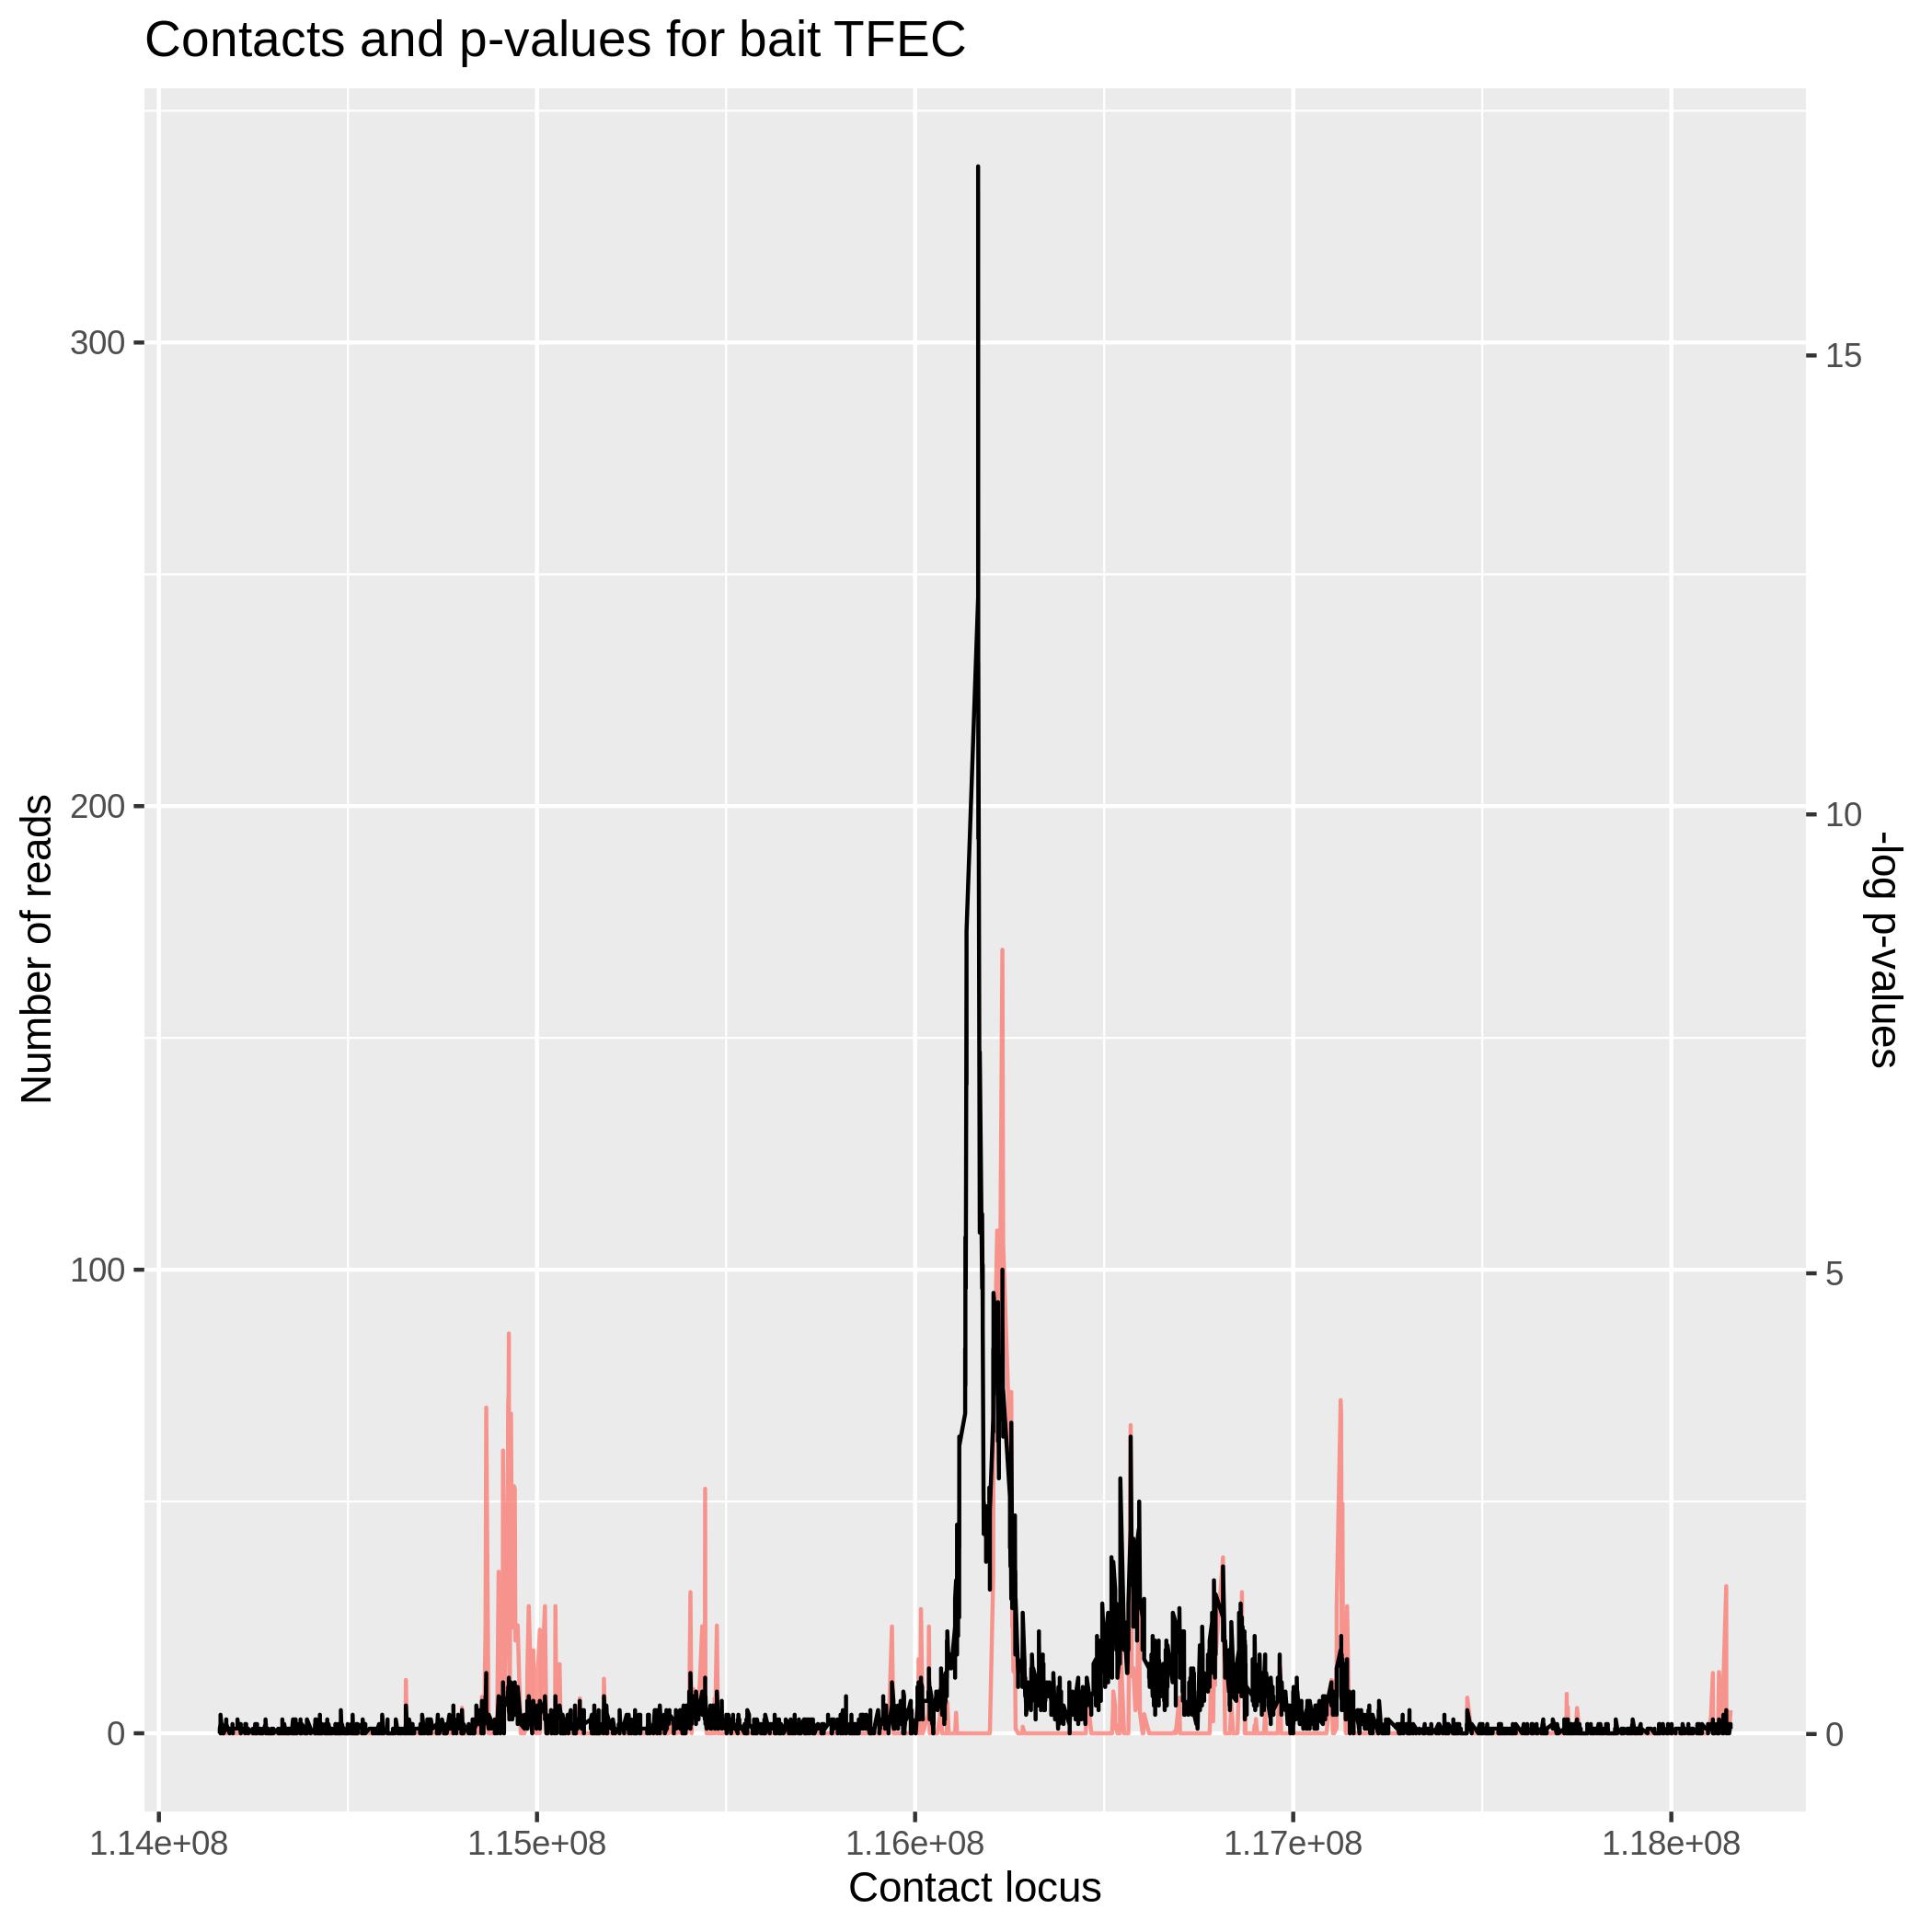 Contacts and p-values for bait TFEC
Number of reads
300
200
100
0
15
10
5
0
-log p-values
1.14e+08
1.15e+08
1.16e+08
1.17e+08
1.18e+08
Contact locus